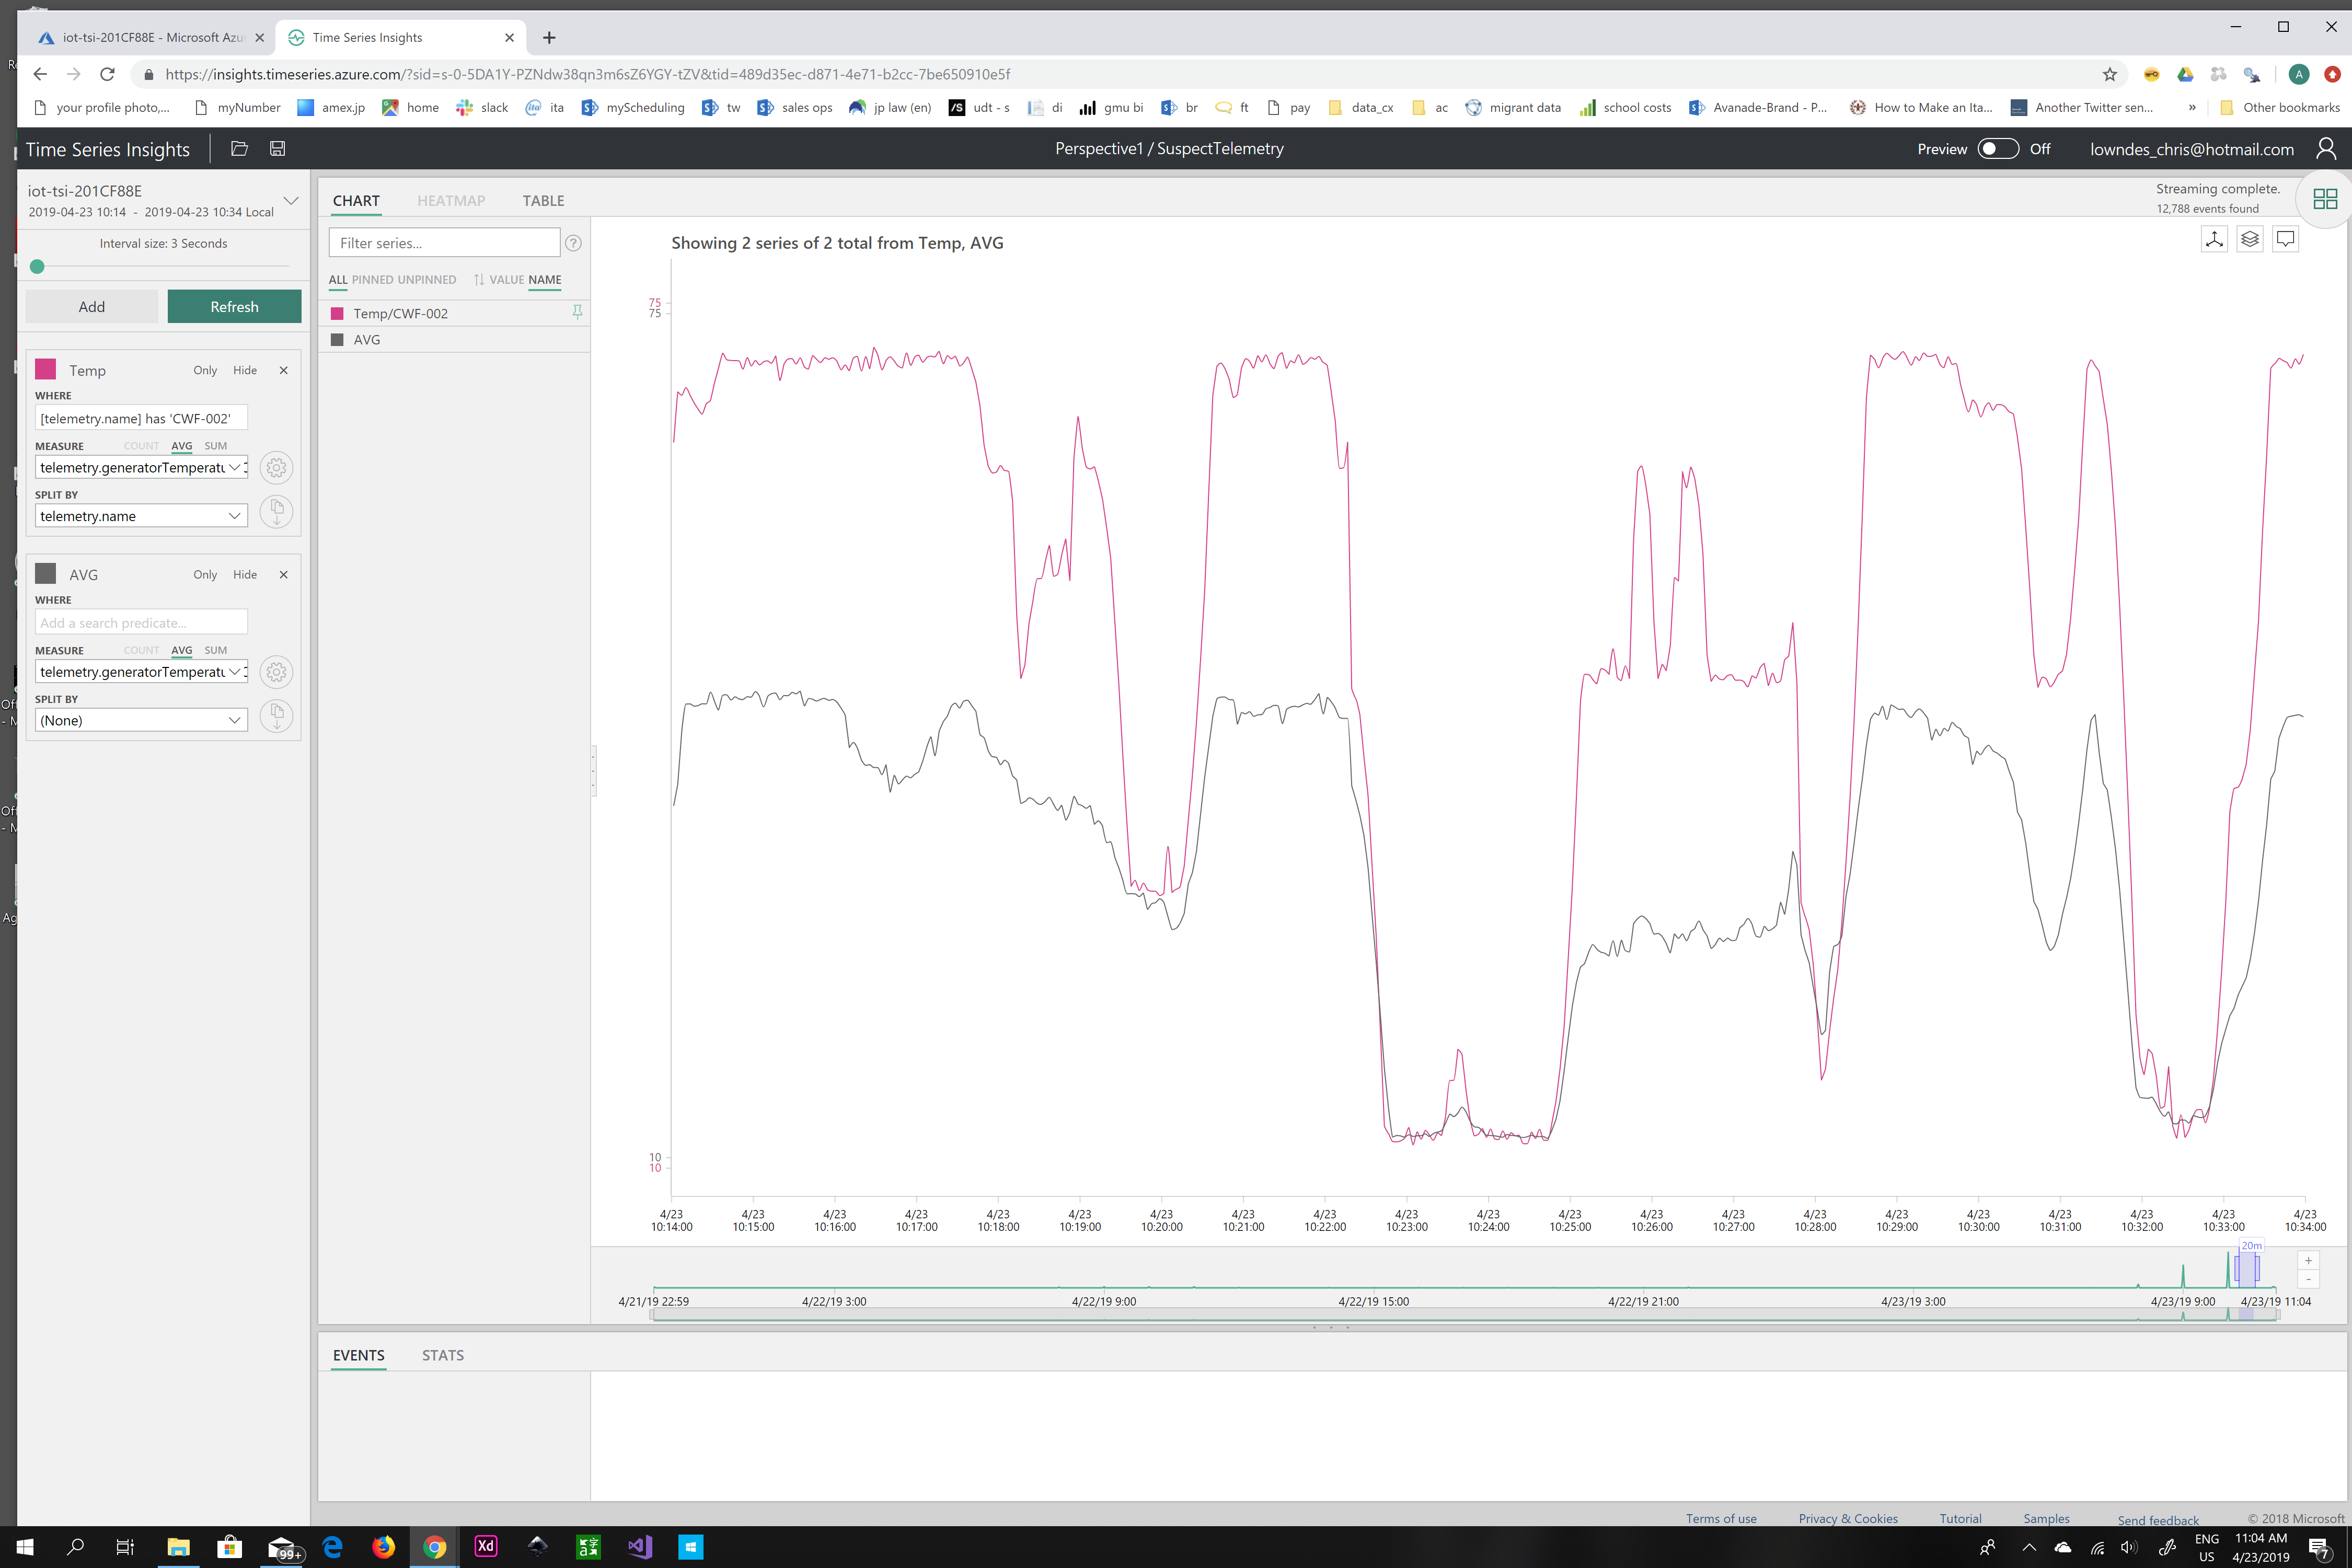 iot-tsi-201CF88E - Microsoft Azu
Time Series Insights
https://insights.timeseries.azure.com/?sid=s-0-5DA1Y-PZNdw38qn3m6sZ6YGY-tZV&tid=489d35ec-d871-4e71-b2cc-7be650910e5f
A
your profile photo,... myNumber amex.jp home slack ita myScheduling tw sales ops jp law (en) udt - s di gmu bi br ft pay data_cx ac migrant data school costs Avanade-Brand - P... How to Make an Ita... Another Twitter sen... » Other bookmarks
Time Series Insights
Perspective1 / SuspectTelemetry
Preview Off
lowndes_chris@hotmail.com
iot-tsi-201CF88E
2019-04-23 10:14 - 2019-04-23 10:34 Local
Interval size: 3 Seconds
Add Refresh
Temp Only Hide
WHERE
[telemetry.name] has 'CWF-002'
MEASURE COUNT AVG SUM
telemetry.generatorTemperatu
SPLIT BY
telemetry.name
AVG Only Hide
WHERE
Add a search predicate...
MEASURE COUNT AVG SUM
telemetry.generatorTemperatu
SPLIT BY
(None)
CHART HEATMAP TABLE
Streaming complete.
12,788 events found
Filter series... ?
ALL PINNED UNPINNED VALUE NAME
Temp/CWF-002
AVG
Showing 2 series of 2 total from Temp, AVG
75
75
10
10
4/23 4/23 4/23 4/23 4/23 4/23 4/23 4/23 4/23 4/23 4/23 4/23 4/23 4/23 4/23 4/23 4/23 4/23 4/23 4/23 4/23
10:14:00 10:15:00 10:16:00 10:17:00 10:18:00 10:19:00 10:20:00 10:21:00 10:22:00 10:23:00 10:24:00 10:25:00 10:26:00 10:27:00 10:28:00 10:29:00 10:30:00 10:31:00 10:32:00 10:33:00 10:34:00
20m
+
-
4/21/19 22:59 4/22/19 3:00 4/22/19 9:00 4/22/19 15:00 4/22/19 21:00 4/23/19 3:00 4/23/19 9:00 4/23/19 11:04
EVENTS STATS
Terms of use Privacy & Cookies Tutorial Samples Send feedback © 2018 Microsoft
Off
- M
Off
- M
Ag
99+
Xd
ENG
US
11:04 AM
4/23/2019
7